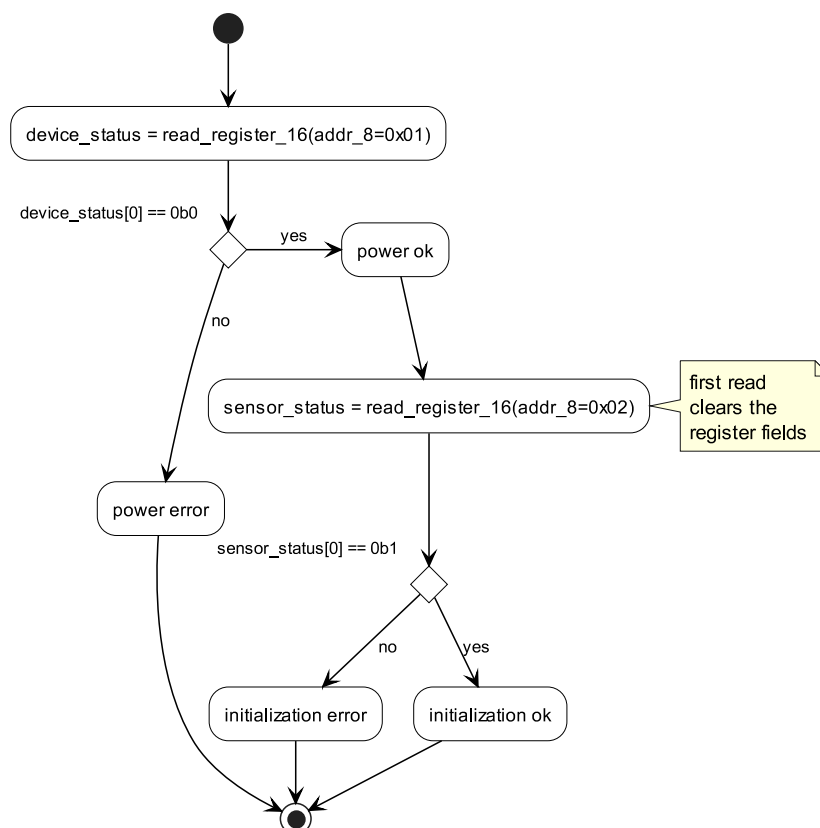 device_status = read_register_16(addr_8=0x01)
device_status[0] == 0b0
yes
power ok
no
sensor_status = read_register_16(addr_8=0x02)
first read
clears the
register fields
power error
sensor_status[0] == 0b1
no
yes
initialization error
initialization ok